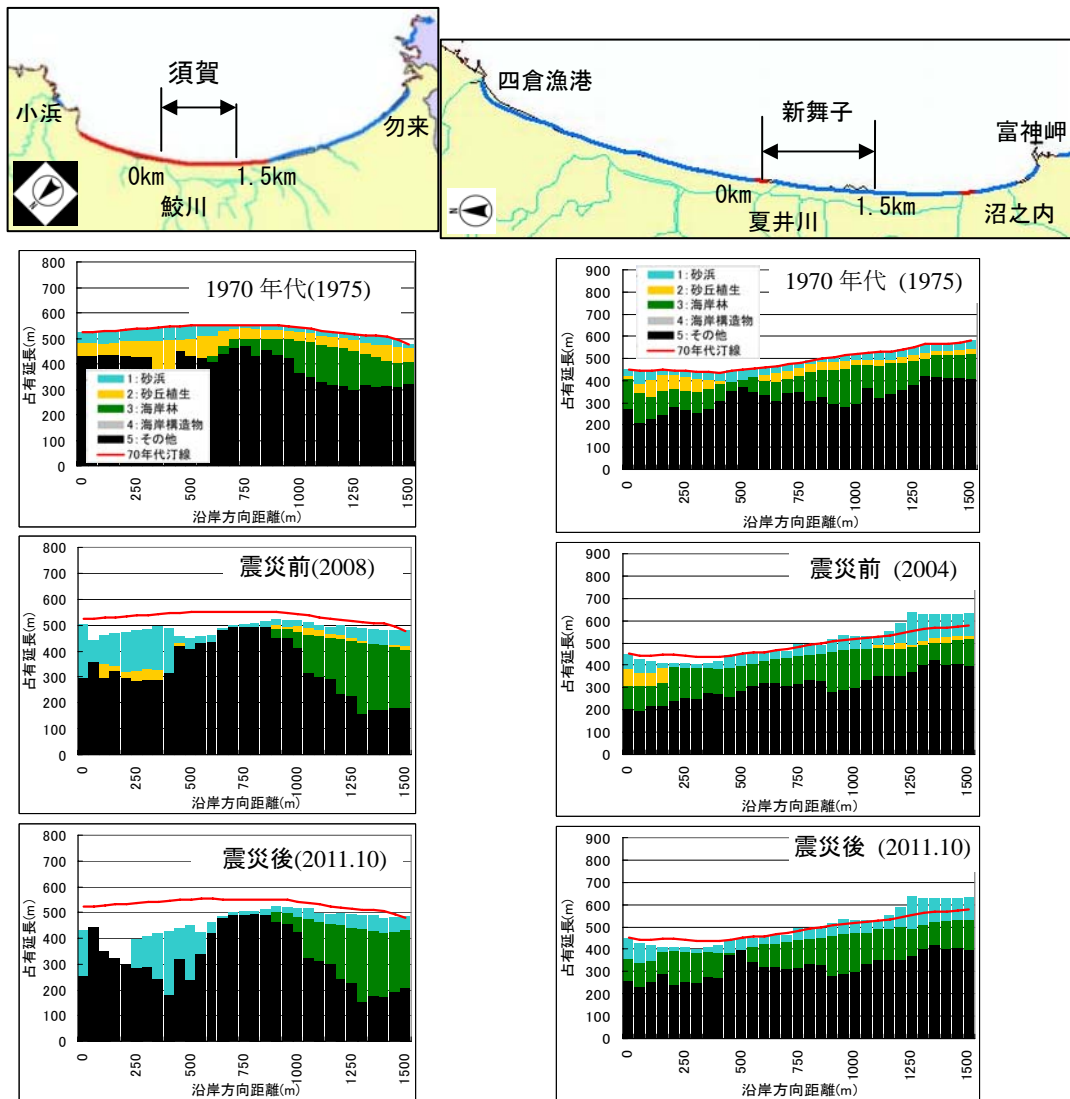 須賀
小浜
勿来
0km
1.5km
鮫川
四倉漁港
新舞子
富神岬
0km
1.5km
夏井川
沼之内
N
1970 年代(1975)
占有延長(m)
800
700
600
500
400
300
200
100
0
1:砂浜
2:砂丘植生
3:海岸林
4:海岸構造物
5:その他
70年代汀線
0
250
500
750
1000
1250
1500
沿岸方向距離(m)
1970 年代 (1975)
占有延長(m)
900
800
700
600
500
400
300
200
100
0
1:砂浜
2:砂丘植生
3:海岸林
4:海岸構造物
5:その他
70年代汀線
0
250
500
750
1000
1250
1500
沿岸方向距離(m)
震災前(2008)
占有延長(m)
800
700
600
500
400
300
200
100
0
0
250
500
750
1000
1250
1500
沿岸方向距離(m)
震災前 (2004)
占有延長(m)
900
800
700
600
500
400
300
200
100
0
0
250
500
750
1000
1250
1500
沿岸方向距離(m)
震災後(2011.10)
占有延長(m)
800
700
600
500
400
300
200
100
0
0
250
500
750
1000
1250
1500
沿岸方向距離(m)
震災後 (2011.10)
占有延長(m)
900
800
700
600
500
400
300
200
100
0
0
250
500
750
1000
1250
1500
沿岸方向距離(m)